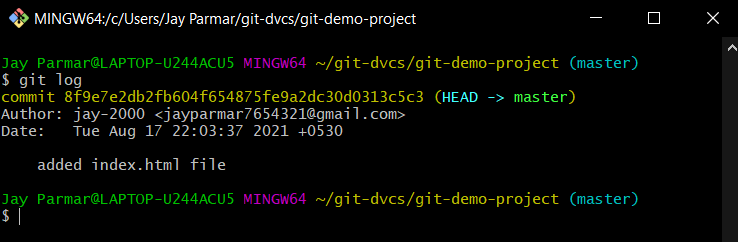 MINGW64:/c/Users/Jay Parmar/git-dvcs/git-demo-project
Jay Parmar@LAPTOP-U244ACU5 MINGW64 ~/git-dvcs/git-demo-project (master)
$ git log
commit 8f9e7e2db2fb604f654875fe9a2dc30d0313c5c3 (HEAD -> master)
Author: jay-2000 <jayparmar7654321@gmail.com>
Date:   Tue Aug 17 22:03:37 2021 +0530
    added index.html file
Jay Parmar@LAPTOP-U244ACU5 MINGW64 ~/git-dvcs/git-demo-project (master)
$